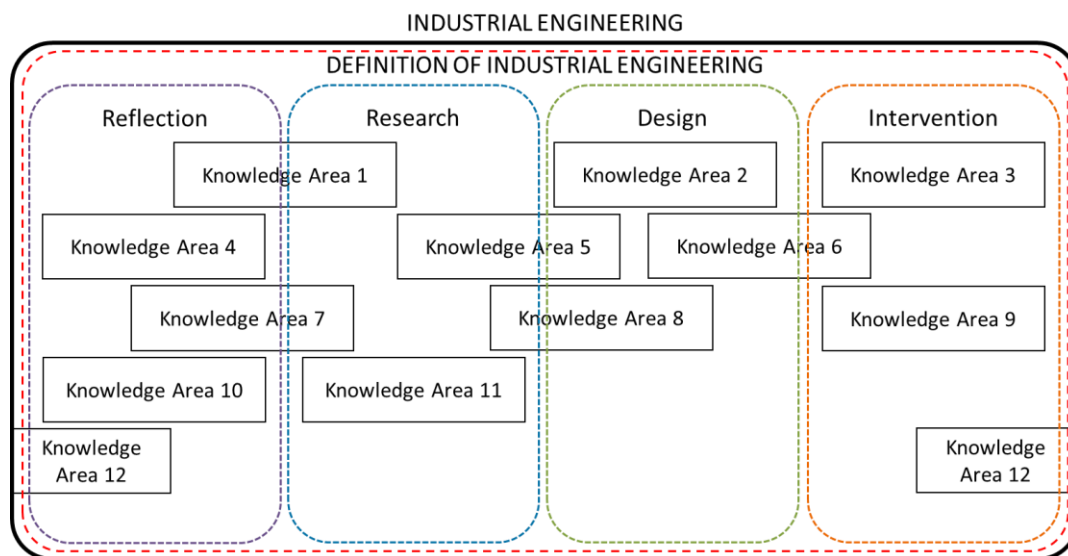 INDUSTRIAL ENGINEERING
DEFINITION OF INDUSTRIAL ENGINEERING
Reflection
Research
Design
Intervention
Knowledge Area 1
Knowledge Area 2
Knowledge Area 3
Knowledge Area 4
Knowledge Area 5
Knowledge Area 6
Knowledge Area 7
Knowledge Area 8
Knowledge Area 9
Knowledge Area 10
Knowledge Area 11
Knowledge
Area 12
Knowledge
Area 12